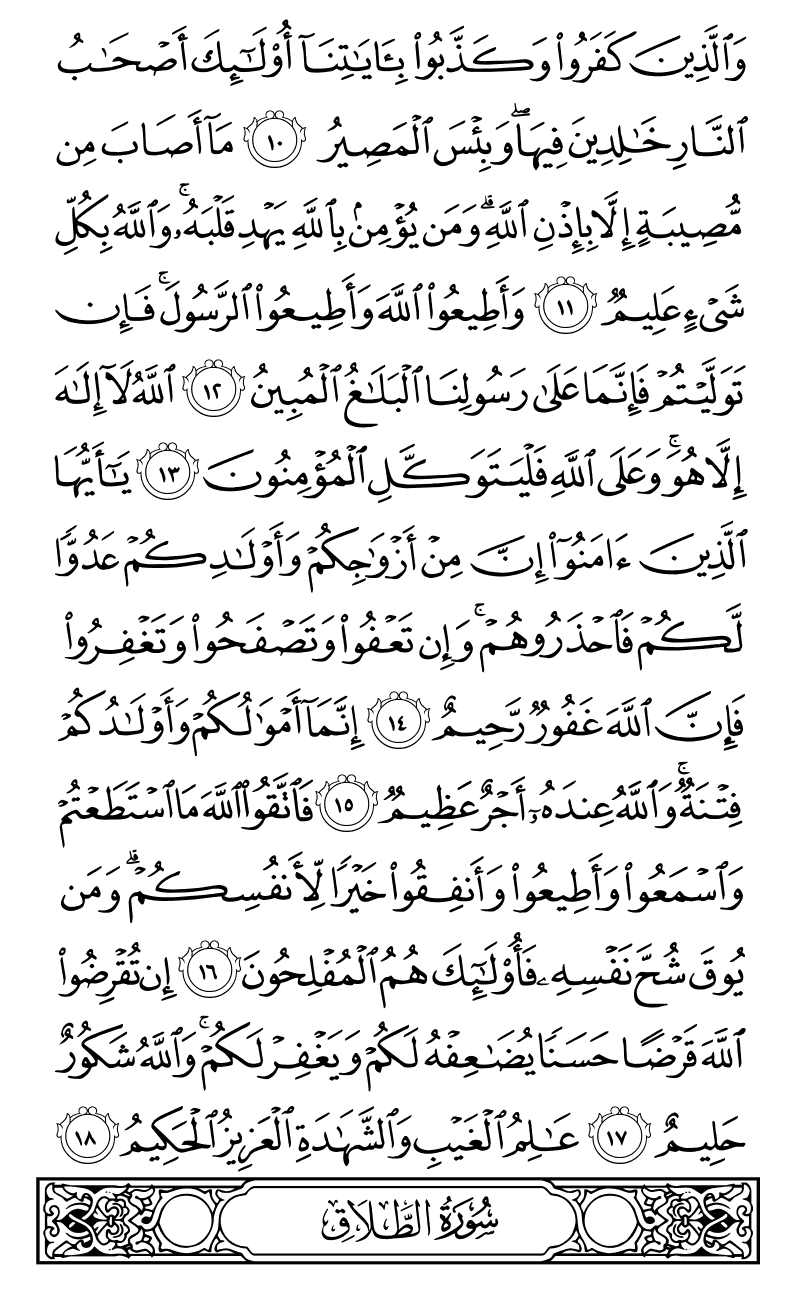 وَٱلَّذِينَ كَفَرُوا۟ وَكَذَّبُوا۟ بِـَٔايَـٰتِنَآ أُو۟لَـٰٓئِكَ أَصْحَـٰبُ
ٱلنَّارِ خَـٰلِدِينَ فِيهَا ۖ وَبِئْسَ ٱلْمَصِيرُ ١٠ مَآ أَصَابَ مِن
مُّصِيبَةٍ إِلَّا بِإِذْنِ ٱللَّهِ ۗ وَمَن يُؤْمِنۢ بِٱللَّهِ يَهْدِ قَلْبَهُۥ ۚ وَٱللَّهُ بِكُلِّ
شَىْءٍ عَلِيمٌ ١١ وَأَطِيعُوا۟ ٱللَّهَ وَأَطِيعُوا۟ ٱلرَّسُولَ ۚ فَإِن
تَوَلَّيْتُمْ فَإِنَّمَا عَلَىٰ رَسُولِنَا ٱلْبَلَـٰغُ ٱلْمُبِينُ ١٢ ٱللَّهُ لَآ إِلَـٰهَ
إِلَّا هُوَ ۚ وَعَلَى ٱللَّهِ فَلْيَتَوَكَّلِ ٱلْمُؤْمِنُونَ ١٣ يَـٰٓأَيُّهَا
ٱلَّذِينَ ءَامَنُوٓا۟ إِنَّ مِنْ أَزْوَٰجِكُمْ وَأَوْلَـٰدِكُمْ عَدُوًّا
لَّكُمْ فَٱحْذَرُوهُمْ ۚ وَإِن تَعْفُوا۟ وَتَصْفَحُوا۟ وَتَغْفِرُوا۟
فَإِنَّ ٱللَّهَ غَفُورٌ رَّحِيمٌ ١٤ إِنَّمَآ أَمْوَٰلُكُمْ وَأَوْلَـٰدُكُمْ
فِتْنَةٌ ۚ وَٱللَّهُ عِندَهُۥٓ أَجْرٌ عَظِيمٌ ١٥ فَٱتَّقُوا۟ ٱللَّهَ مَا ٱسْتَطَعْتُمْ
وَٱسْمَعُوا۟ وَأَطِيعُوا۟ وَأَنفِقُوا۟ خَيْرًا لِّأَنفُسِكُمْ ۗ وَمَن
يُوقَ شُحَّ نَفْسِهِۦ فَأُو۟لَـٰٓئِكَ هُمُ ٱلْمُفْلِحُونَ ١٦ إِن تُقْرِضُوا۟
ٱللَّهَ قَرْضًا حَسَنًا يُضَـٰعِفْهُ لَكُمْ وَيَغْفِرْ لَكُمْ ۚ وَٱللَّهُ شَكُورٌ
حَلِيمٌ ١٧ عَـٰلِمُ ٱلْغَيْبِ وَٱلشَّهَـٰدَةِ ٱلْعَزِيزُ ٱلْحَكِيمُ ١٨
سُورَةُ الطَّلَاقِ